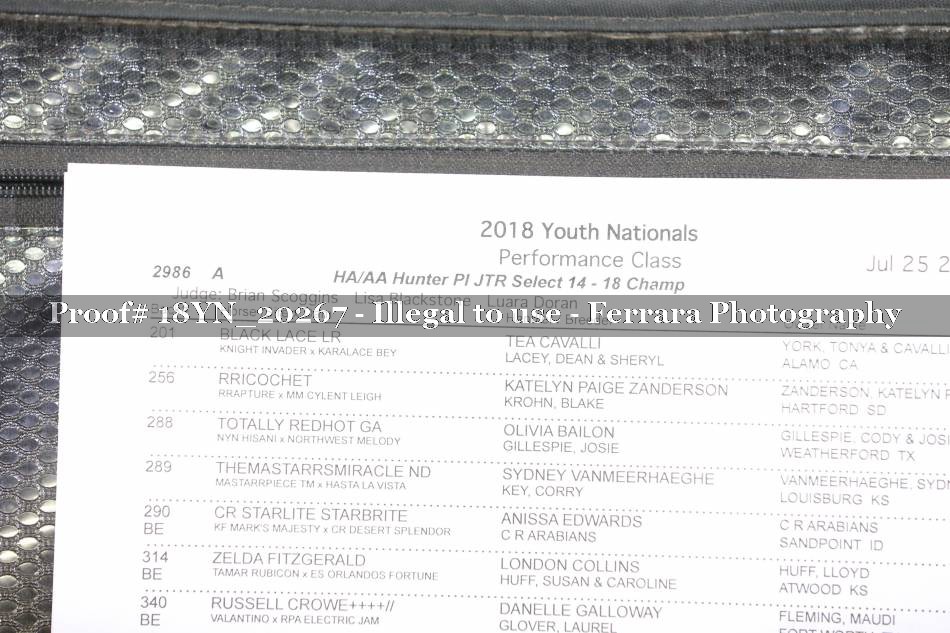 2018 Youth Nationals
Performance Class
Jul 25 2
2986 A HA/AA Hunter Pl JTR Select 14 - 18 Champ
Judge: Brian Scoggins Lisa Blackstone Luara Doran
Proof# 18YN - 20267 - Illegal to use - Ferrara Photography
201 BLACK LACE LR TEA CAVALLI YORK, TONYA & CAVALLI
KNIGHT INVADER x KARALACE BEY LACEY, DEAN & SHERYL ALAMO CA
256 RRICOCHET KATELYN PAIGE ZANDERSON ZANDERSON, KATELYN P
RRAPTURE x MM CYLENT LEIGH KROHN, BLAKE HARTFORD SD
288 TOTALLY REDHOT GA OLIVIA BAILON GILLESPIE, CODY & JOSI
NYN HISANI x NORTHWEST MELODY GILLESPIE, JOSIE WEATHERFORD TX
289 THEMASTARRSMIRACLE ND SYDNEY VANMEERHAEGHE VANMEERHAEGHE, SYDN
MASTARRPIECE TM x HASTA LA VISTA KEY, CORRY LOUISBURG KS
290 CR STARLITE STARBRITE ANISSA EDWARDS C R ARABIANS
BE KF MARK'S MAJESTY x CR DESERT SPLENDOR C R ARABIANS SANDPOINT ID
314 ZELDA FITZGERALD LONDON COLLINS HUFF, LLOYD
BE TAMAR RUBICON x ES ORLANDOS FORTUNE HUFF, SUSAN & CAROLINE ATWOOD KS
340 RUSSELL CROWE++++// DANELLE GALLOWAY FLEMING, MAUDI
BE VALANTINO x RPA ELECTRIC JAM GLOVER, LAUREL